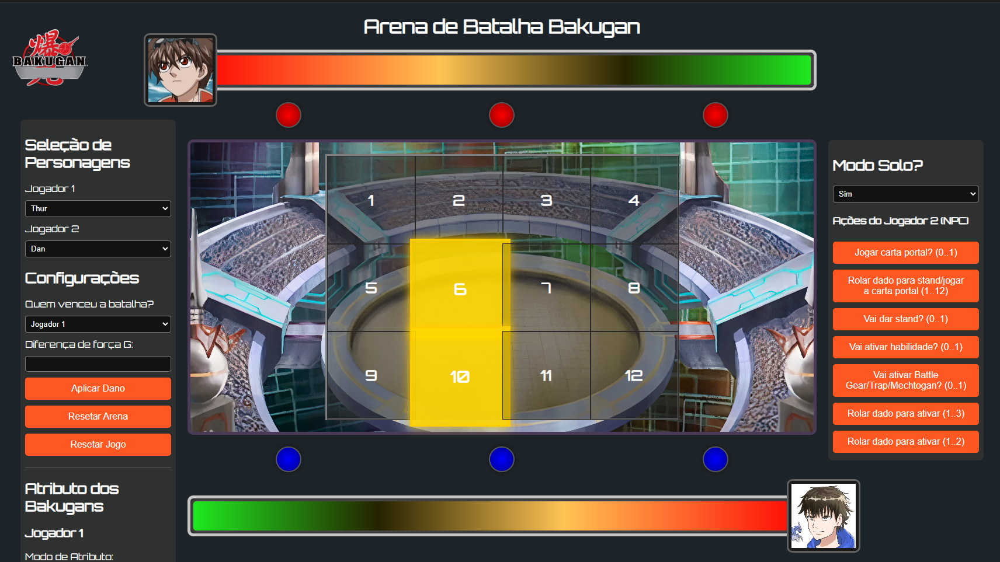 Arena de Batalha Bakugan
爆
BAKUGAN
Seleção de
Personagens
Jogador 1
Thur
Jogador 2
Dan
Configurações
Quem venceu a batalha?
Jogador 1
Diferença de força G:
Aplicar Dano
Resetar Arena
Resetar Jogo
Atributo dos
Bakugans
Jogador 1
Modo de Atributo:
1
2
3
4
5
6
7
8
9
10
11
12
Modo Solo?
Sim
Ações do Jogador 2 (NPC)
Jogar carta portal? (0..1)
Rolar dado para stand/jogar
a carta portal (1..12)
Vai dar stand? (0..1)
Vai ativar habilidade? (0..1)
Vai ativar Battle
Gear/Trap/Mechtogan? (0..1)
Rolar dado para ativar (1..3)
Rolar dado para ativar (1..2)